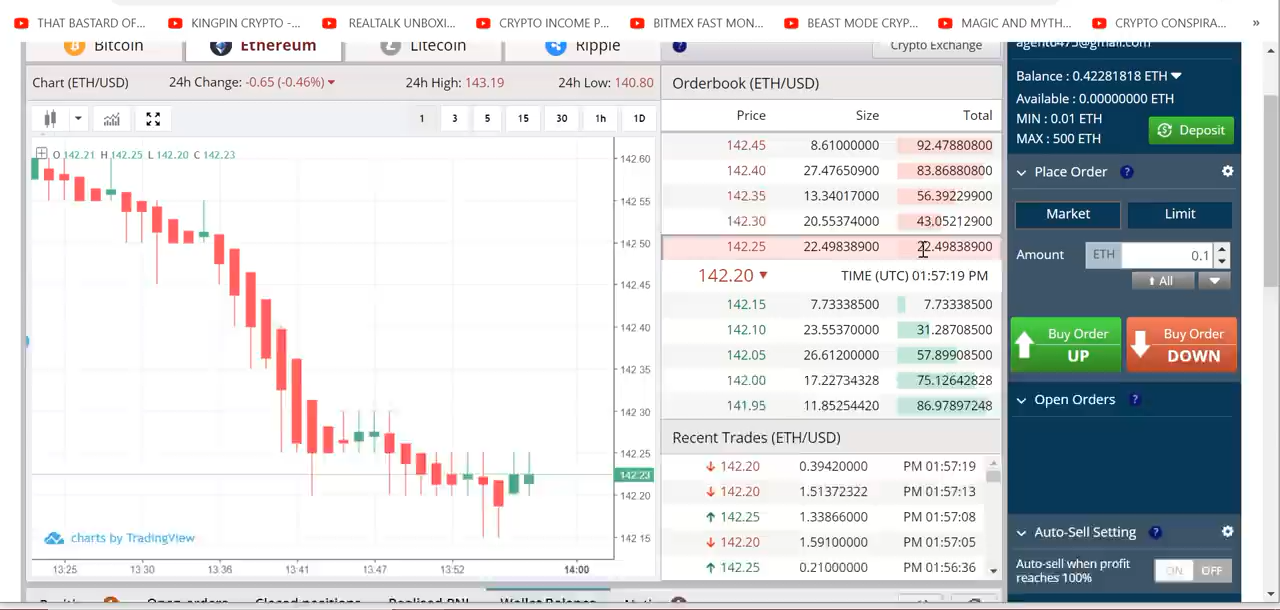 THAT BASTARD OF... KINGPIN CRYPTO -... REALTALK UNBOXI... CRYPTO INCOME P... BITMEX FAST MON... BEAST MODE CRYP... MAGIC AND MYTH... CRYPTO CONSPIRA... »
Bitcoin Ethereum Litecoin Ripple ? Crypto Exchange
Chart (ETH/USD) 24h Change: -0.65 (-0.46%) 24h High: 143.19 24h Low: 140.80
1 3 5 15 30 1h 1D
O 142.21 H 142.25 L 142.20 C 142.23
142.60
142.55
142.50
142.45
142.40
142.35
142.30
142.25
142.23
142.20
142.15
charts by TradingView
13:25 13:30 13:36 13:41 13:47 13:52 14:00
Orderbook (ETH/USD)
Price Size Total
142.45 8.61000000 92.47880800
142.40 27.47650900 83.86880800
142.35 13.34017000 56.39229900
142.30 20.55374000 43.05212900
142.25 22.49838900 22.49838900
142.20 TIME (UTC) 01:57:19 PM
142.15 7.73338500 7.73338500
142.10 23.55370000 31.28708500
142.05 26.61200000 57.89908500
142.00 17.22734328 75.12642828
141.95 11.85254420 86.97897248
Recent Trades (ETH/USD)
142.20 0.39420000 PM 01:57:19
142.20 1.51372322 PM 01:57:13
142.25 1.33866000 PM 01:57:08
142.20 1.59100000 PM 01:57:05
142.25 0.21000000 PM 01:56:36
Balance : 0.42281818 ETH
Available : 0.00000000 ETH
MIN : 0.01 ETH
MAX : 500 ETH
Deposit
Place Order ?
Market Limit
Amount ETH 0.1
All
Buy Order UP
Buy Order DOWN
Open Orders ?
Auto-Sell Setting ?
Auto-sell when profit
reaches 100%
ON OFF
Open orders Closed positions Realised PNL Wallet Balance